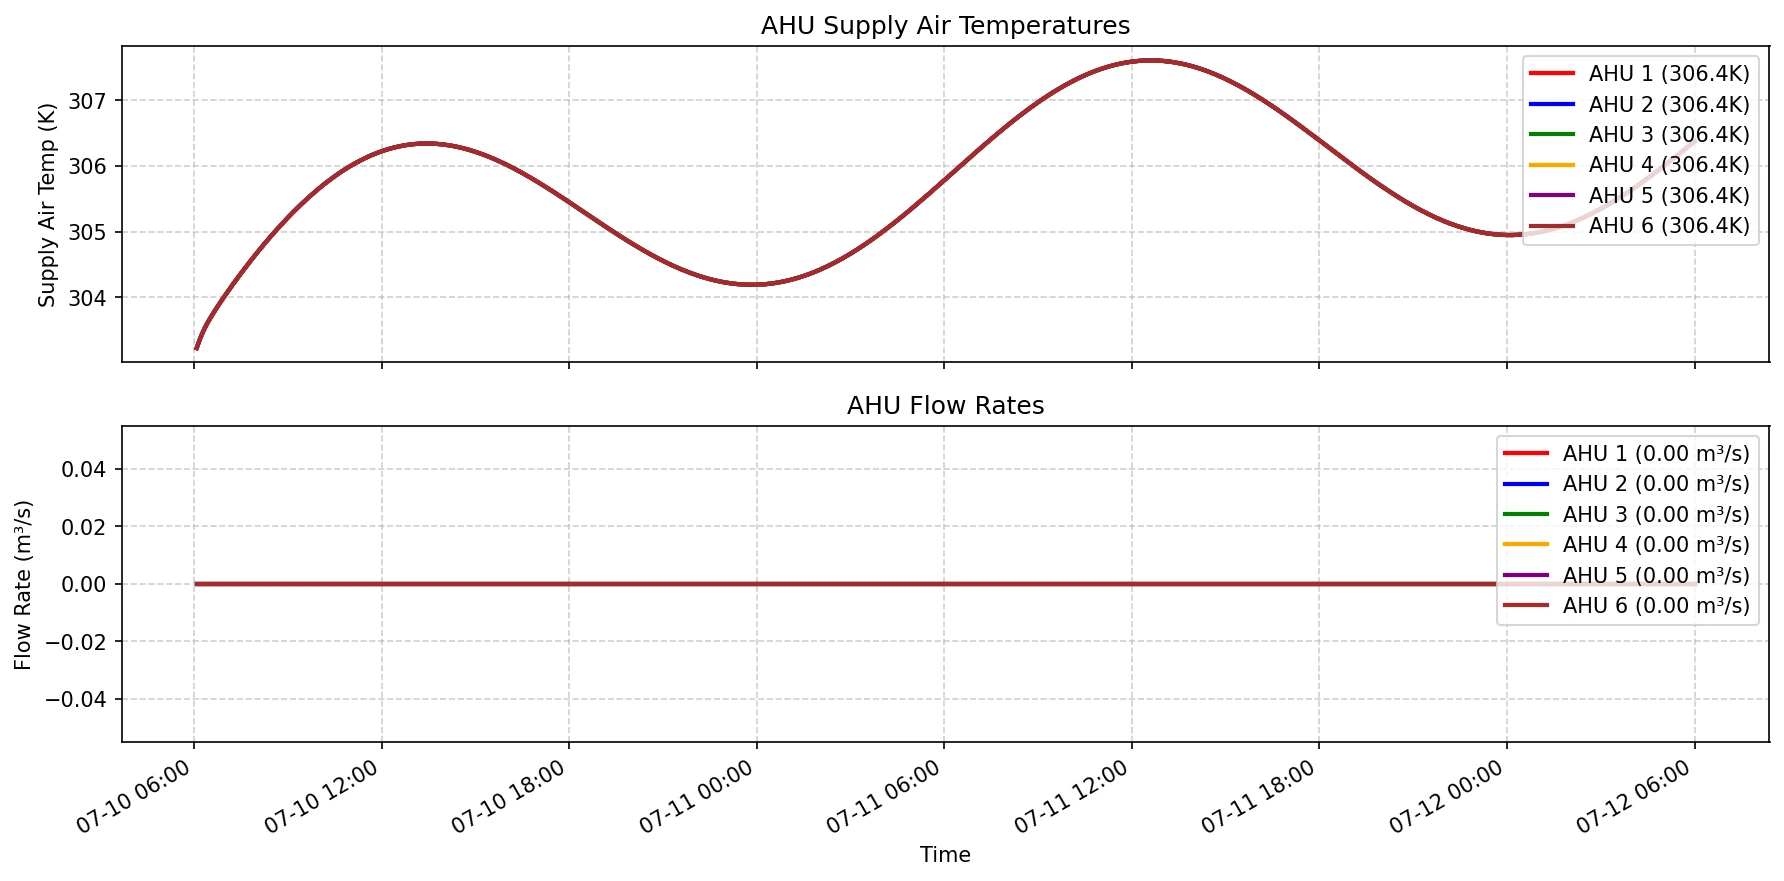 AHU Supply Air Temperatures
Supply Air Temp (K)
307
306
305
304
AHU 1 (306.4K)
AHU 2 (306.4K)
AHU 3 (306.4K)
AHU 4 (306.4K)
AHU 5 (306.4K)
AHU 6 (306.4K)
AHU Flow Rates
Flow Rate (m³/s)
0.04
0.02
0.00
−0.02
−0.04
AHU 1 (0.00 m³/s)
AHU 2 (0.00 m³/s)
AHU 3 (0.00 m³/s)
AHU 4 (0.00 m³/s)
AHU 5 (0.00 m³/s)
AHU 6 (0.00 m³/s)
07-10 06:00
07-10 12:00
07-10 18:00
07-11 00:00
07-11 06:00
07-11 12:00
07-11 18:00
07-12 00:00
07-12 06:00
Time